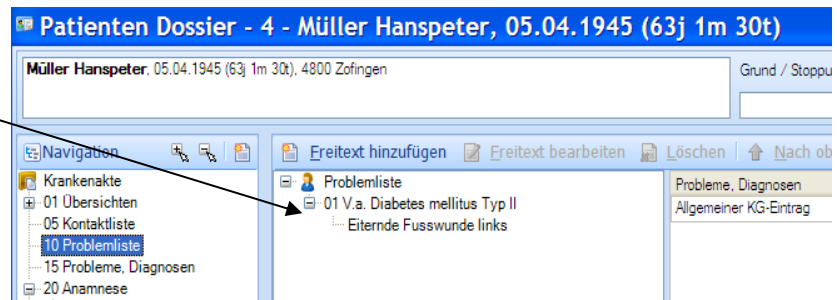 Patienten Dossier - 4 - Müller Hanspeter, 05.04.1945 (63j 1m 30t)
Müller Hanspeter, 05.04.1945 (63j 1m 30t), 4800 Zofingen
Grund / Stoppu
Navigation
Freitext hinzufügen Freitext bearbeiten Löschen Nach ob
Krankenakte
01 Übersichten
05 Kontaktliste
10 Problemliste
15 Probleme, Diagnosen
20 Anamnese
Problemliste
01 V.a. Diabetes mellitus Typ II
Eiternde Fusswunde links
Probleme, Diagnosen
Allgemeiner KG-Eintrag